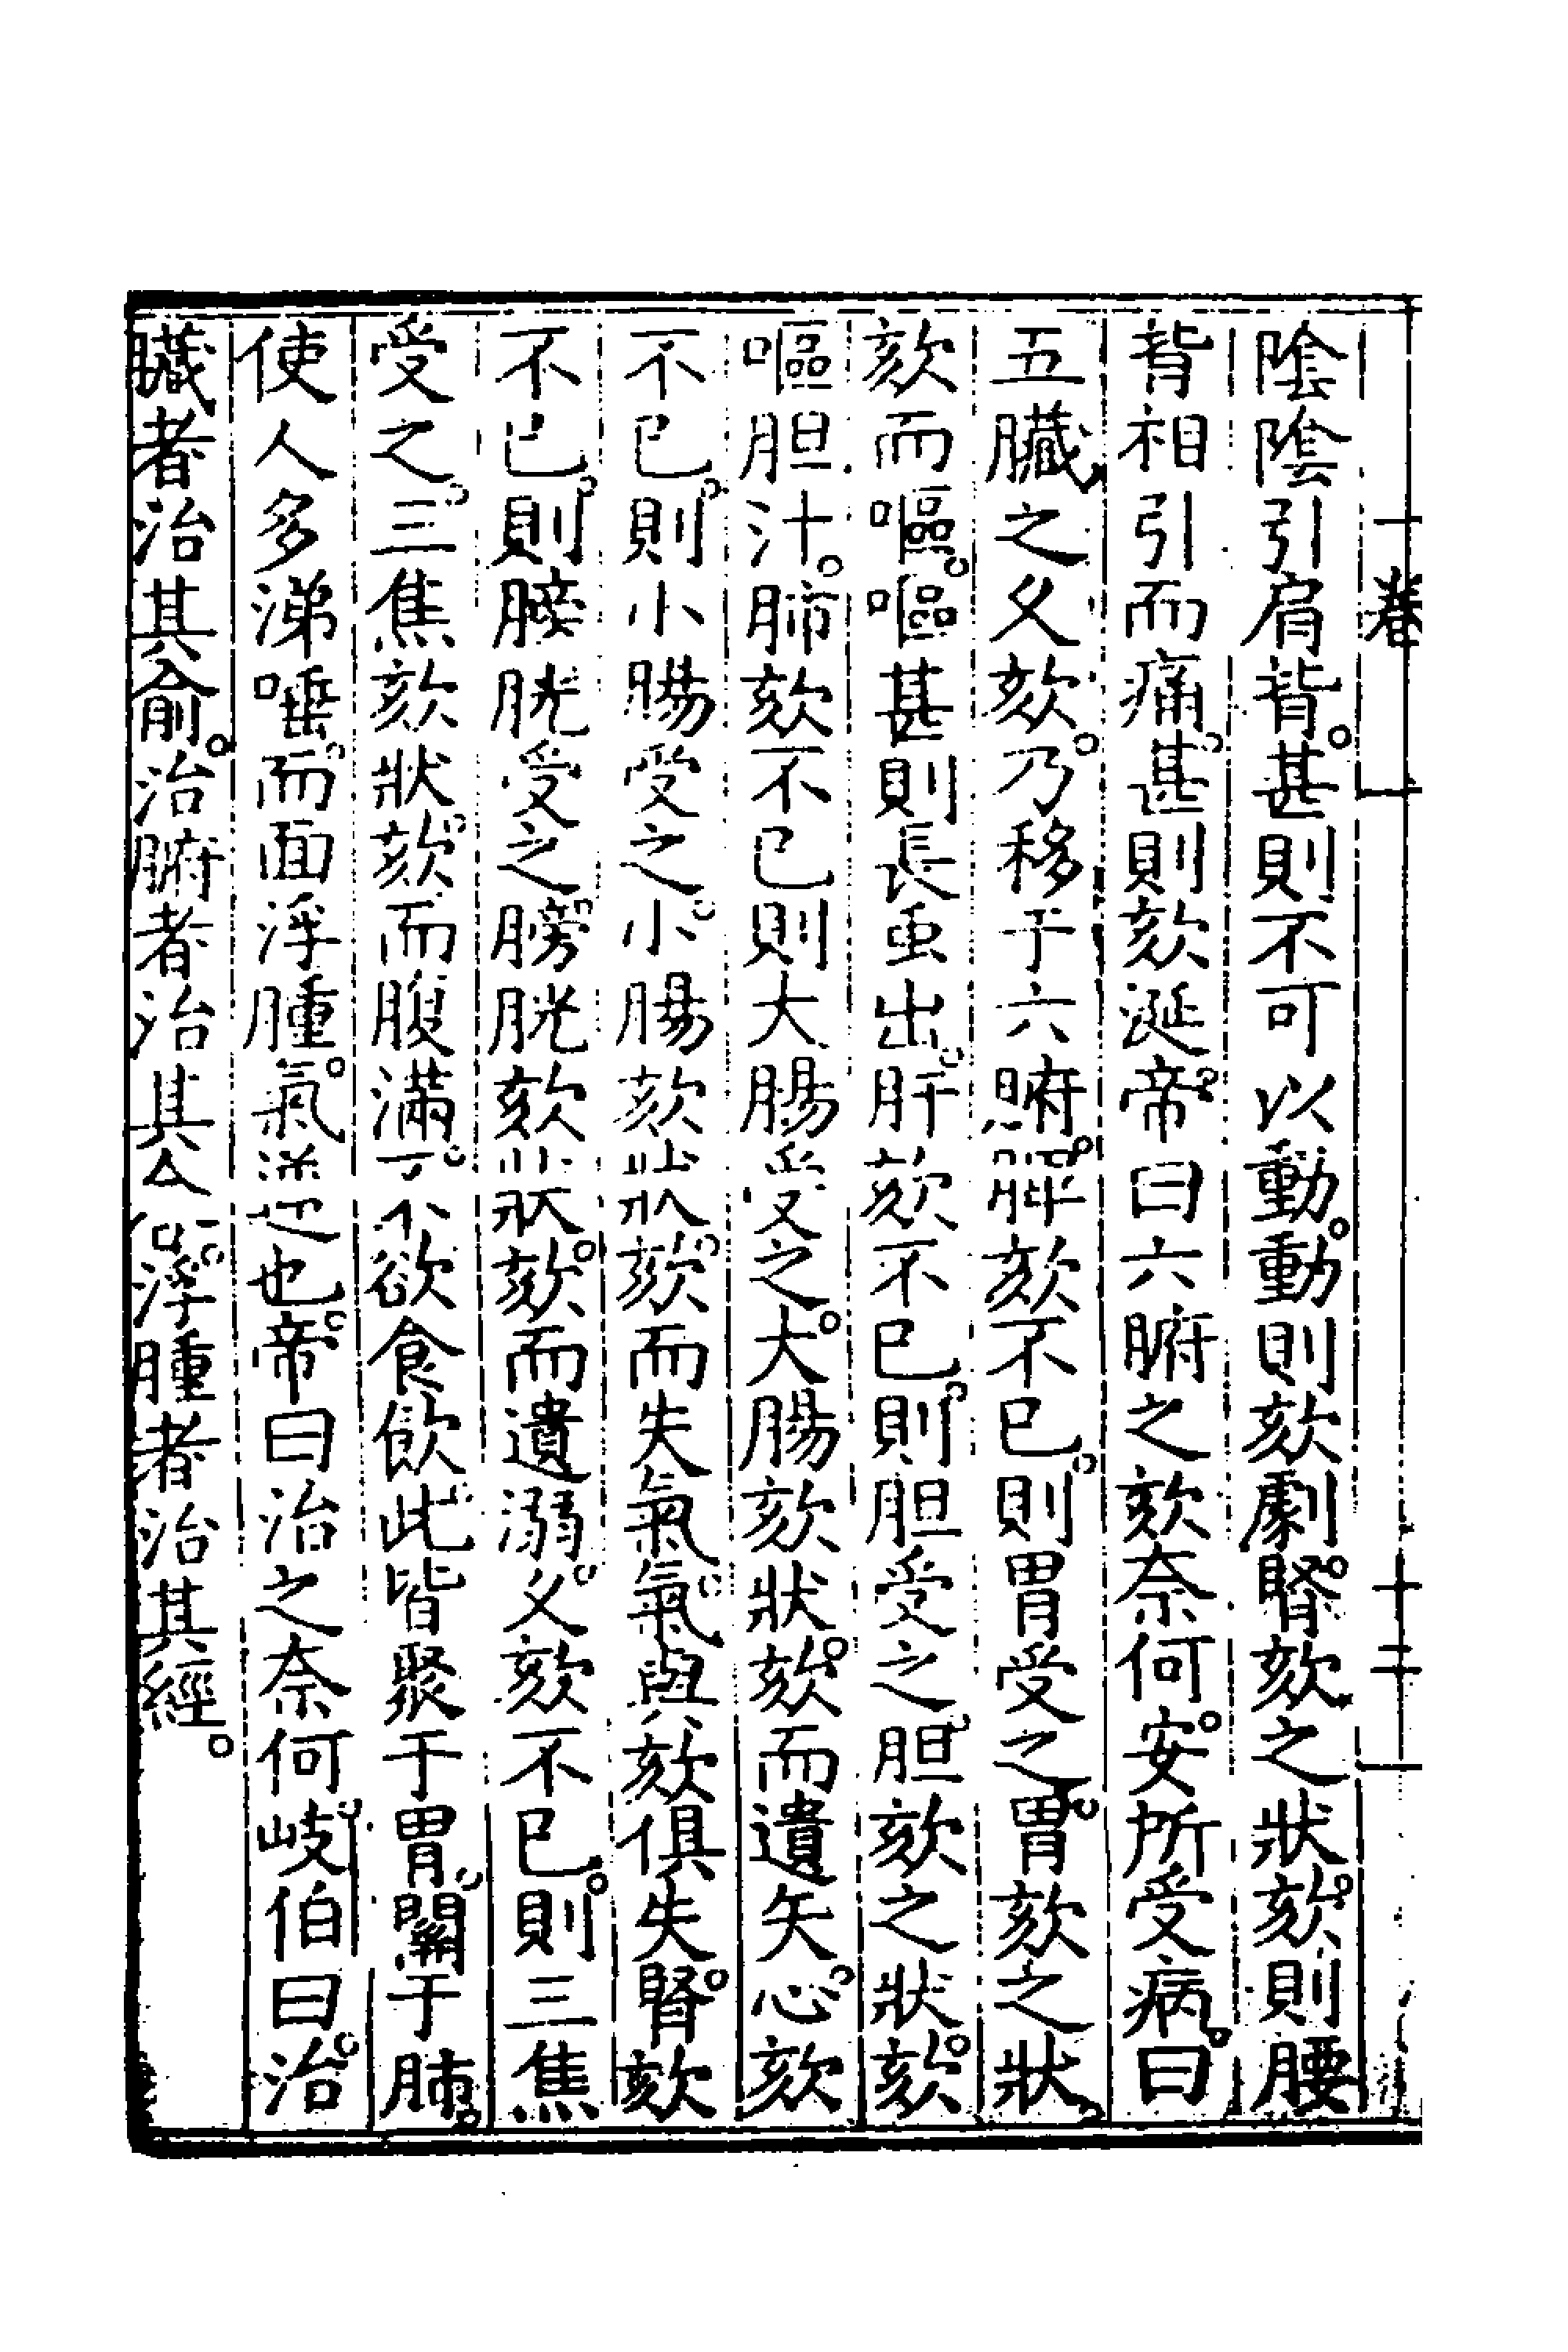 卷一 十三
陰陰引肩背。甚則不可以動。動則欬劇。腎欬之狀。欬則腰
背相引而痛。甚則欬涎。帝曰六腑之欬奈何。安所受病。曰
五臟之久欬。乃移于六腑。脾欬不已。則胃受之。胃欬之狀。
欬而嘔。嘔甚則長虫出。肝欬不已。則胆受之。胆欬之狀。欬
嘔胆汁。肺欬不已則大腸受之。大腸欬狀。欬而遺矢。心欬
不已。則小腸受之。小腸欬狀。欬而失氣。氣與欬俱失。腎欬
不已。則膀胱受之。膀胱欬狀。欬而遺溺。久欬不已。則三焦
受之。三焦欬狀。欬而腹滿。不欲食飲。此皆聚于胃。關于肺。
使人多涕唾。而面浮腫。氣逆也。帝曰治之奈何。岐伯曰。治
臟者治其俞。治腑者治其合。浮腫者治其經。